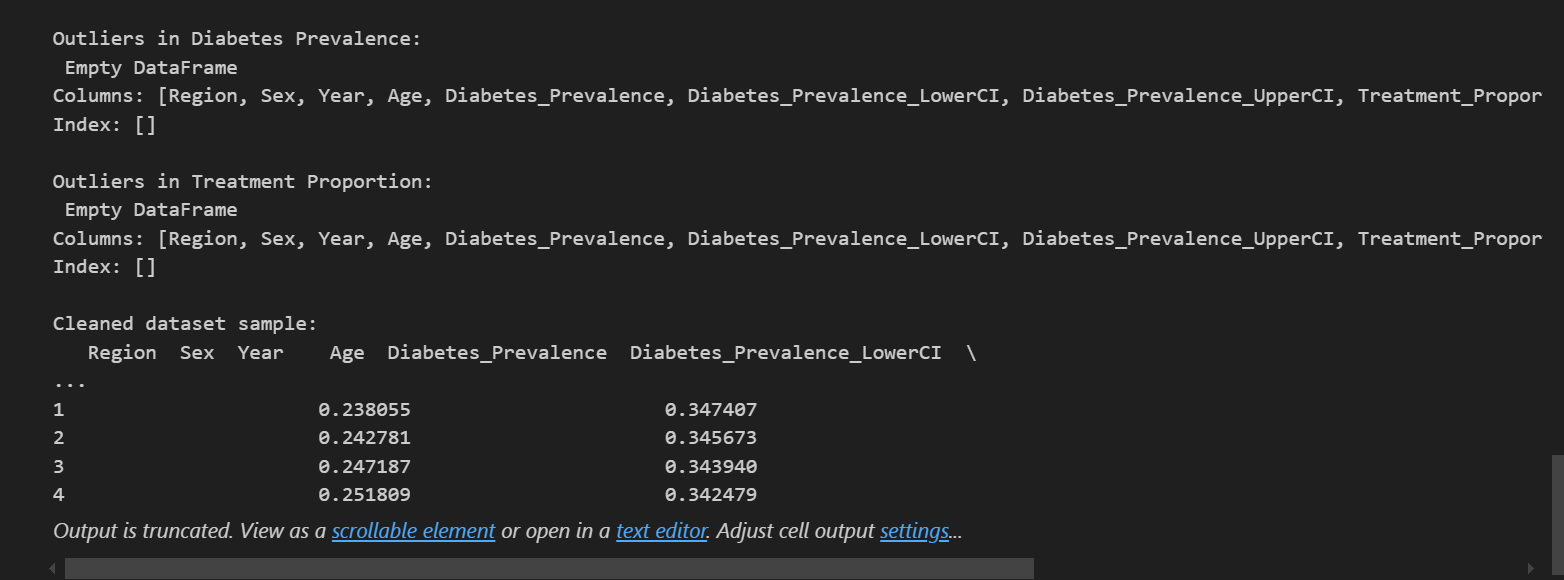 Outliers in Diabetes Prevalence:
Empty DataFrame
Columns: [Region, Sex, Year, Age, Diabetes_Prevalence, Diabetes_Prevalence_LowerCI, Diabetes_Prevalence_UpperCI, Treatment_Propor
Index: []
Outliers in Treatment Proportion:
Empty DataFrame
Columns: [Region, Sex, Year, Age, Diabetes_Prevalence, Diabetes_Prevalence_LowerCI, Diabetes_Prevalence_UpperCI, Treatment_Propor
Index: []
Cleaned dataset sample:
Region Sex Year Age Diabetes_Prevalence Diabetes_Prevalence_LowerCI \
...
1 0.238055 0.347407
2 0.242781 0.345673
3 0.247187 0.343940
4 0.251809 0.342479
Output is truncated. View as a scrollable element or open in a text editor. Adjust cell output settings...